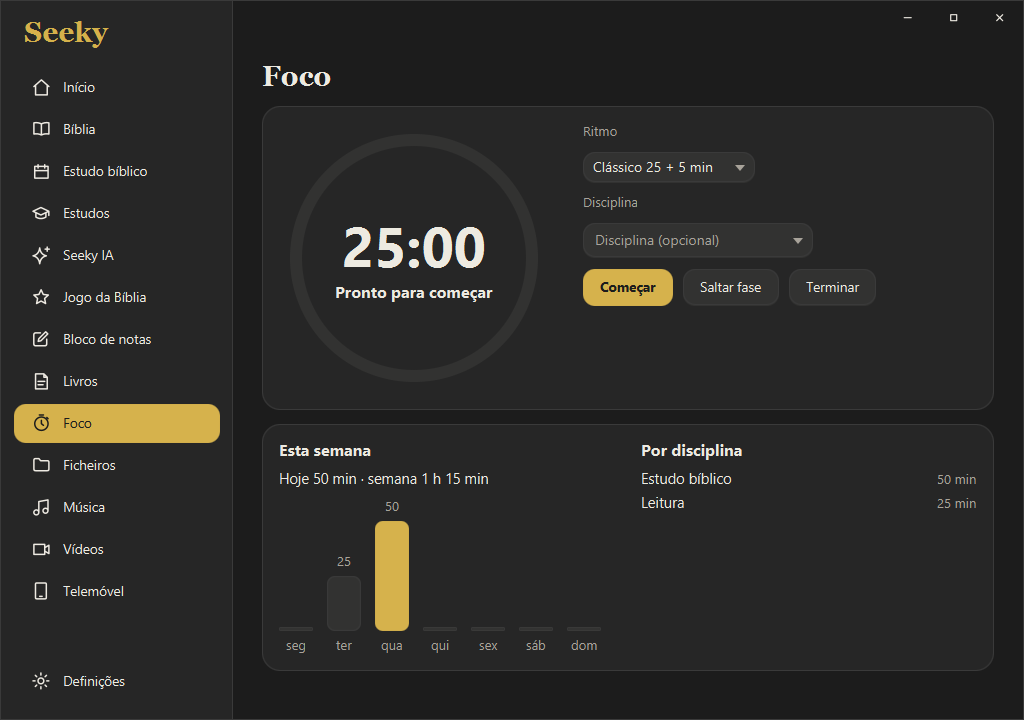 Seeky
Início
Bíblia
Estudo bíblico
Estudos
Seeky IA
Jogo da Bíblia
Bloco de notas
Livros
Foco
Ficheiros
Música
Vídeos
Telemóvel
Definições
Foco
25:00
Pronto para começar
Ritmo
Clássico 25 + 5 min
Disciplina
Disciplina (opcional)
Começar Saltar fase Terminar
Esta semana
Hoje 50 min · semana 1 h 15 min
50
25
seg ter qua qui sex sáb dom
Por disciplina
Estudo bíblico 50 min
Leitura 25 min